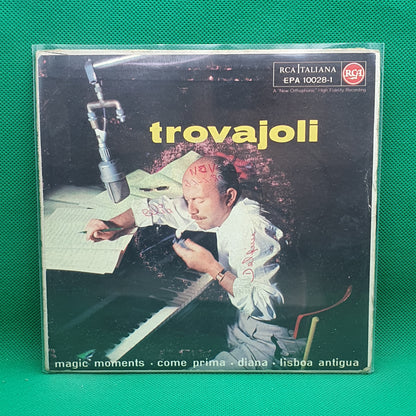 RCA ITALIANA
EPA 10028-1
RCA
A "New Orthophonic" High Fidelity Recording
trovajoli
magic moments · come prima · diana · lisboa antigua